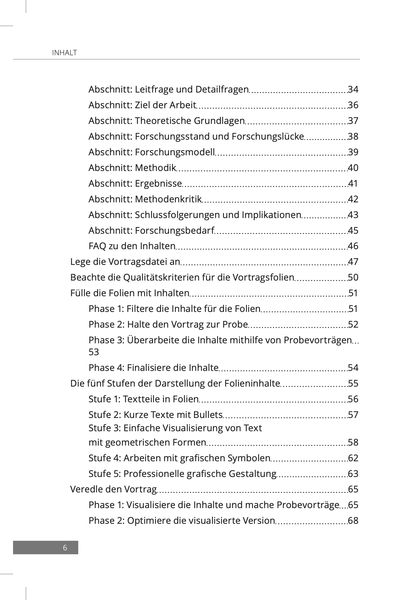 INHALT
Abschnitt: Leitfrage und Detailfragen..............................34
Abschnitt: Ziel der Arbeit..............................36
Abschnitt: Theoretische Grundlagen..............................37
Abschnitt: Forschungsstand und Forschungslücke..............38
Abschnitt: Forschungsmodell..............................39
Abschnitt: Methodik..............................40
Abschnitt: Ergebnisse..............................41
Abschnitt: Methodenkritik..............................42
Abschnitt: Schlussfolgerungen und Implikationen..............43
Abschnitt: Forschungsbedarf..............................45
FAQ zu den Inhalten..............................46
Lege die Vortragsdatei an..............................47
Beachte die Qualitätskriterien für die Vortragsfolien..............50
Fülle die Folien mit Inhalten..............................51
Phase 1: Filtere die Inhalte für die Folien..............................51
Phase 2: Halte den Vortrag zur Probe..............................52
Phase 3: Überarbeite die Inhalte mithilfe von Probevorträgen...
53
Phase 4: Finalisiere die Inhalte..............................54
Die fünf Stufen der Darstellung der Folieninhalte..............55
Stufe 1: Textteile in Folien..............................56
Stufe 2: Kurze Texte mit Bullets..............................57
Stufe 3: Einfache Visualisierung von Text
mit geometrischen Formen..............................58
Stufe 4: Arbeiten mit grafischen Symbolen..............................62
Stufe 5: Professionelle grafische Gestaltung..............................63
Veredle den Vortrag..............................65
Phase 1: Visualisiere die Inhalte und mache Probevorträge...65
Phase 2: Optimiere die visualisierte Version..............................68
6